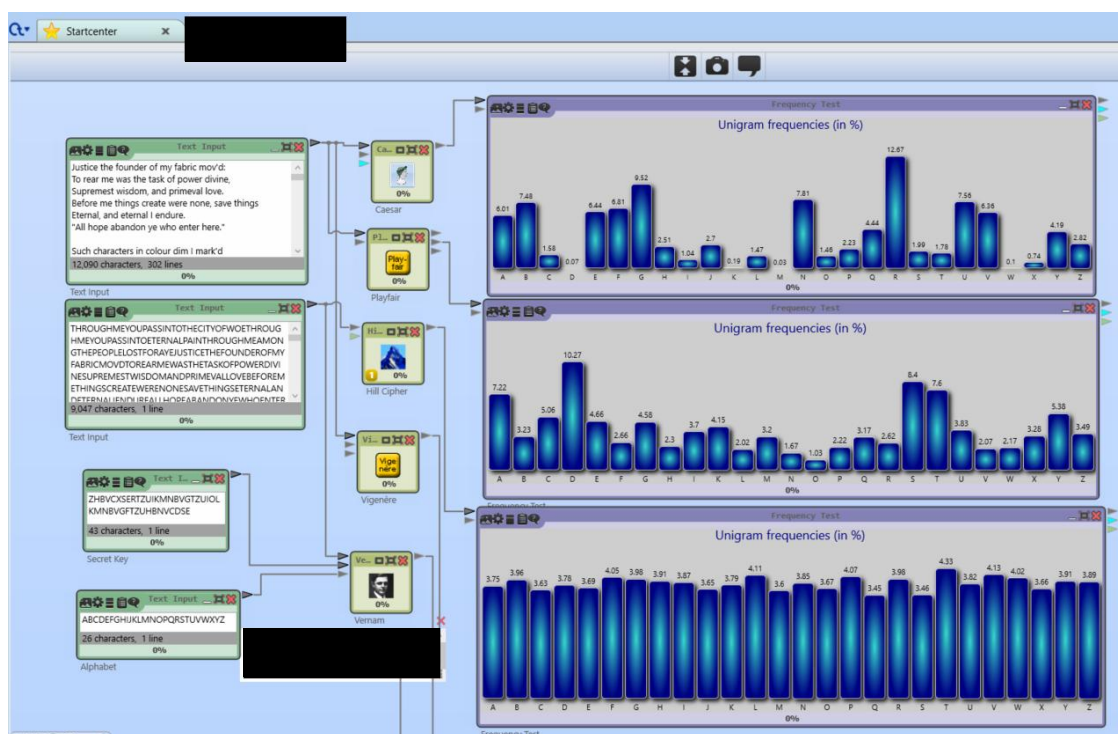 Startcenter
Text Input
Justice the founder of my fabric mov'd:
To rear me was the task of power divine,
Supremest wisdom, and primeval love.
Before me things create were none, save things
Eternal, and eternal I endure.
"All hope abandon ye who enter here."
Such characters in colour dim I mark'd
12,090 characters, 302 lines
0%
Text Input
Text Input
THROUGHMEYOUPASSINTOTHECITYOFWOETHROUG
HMEYOUPASSINTOETERNALPAINTHROUGHMEAMON
GTHEPEOPLELOSTFORAYEJUSTICETHEFOUNDEROFMY
FABRICMOVDTOREARMEWASTHETASKOFPOWERDIVI
NESUPREMESTWISDOMANDPRIMEVALLOVEBEFOREM
ETHINGSCREATEWERENONESAVETHINGSETERNALAN
DETERNALIENDUREALLHOPEABANDONYEWHOENTER
9,047 characters, 1 line
0%
Text Input
Text I...
ZHBVCXSERTZUIKMNBVGTZUIOL
KMNBVGFTZUHBNVCDSE
43 characters, 1 line
0%
Secret Key
Text Input
ABCDEFGHIJKLMNOPQRSTUVWXYZ
26 characters, 1 line
0%
Alphabet
Ca...
0%
Caesar
Pl...
Play-
fair
0%
Playfair
Hi...
1
0%
Hill Cipher
Vi...
Vige
nère
0%
Vigenère
Ve...
0%
Vernam
Frequency Test
Unigram frequencies (in %)
6.01 7.48 1.58 0.07 6.44 6.81 9.52 2.51 1.04 2.7 0.19 1.47 0.03 7.81 1.46 2.23 4.44 12.67 1.99 1.78 7.56 6.36 0.1 0.74 4.19 2.82
A B C D E F G H I J K L M N O P Q R S T U V W X Y Z
0%
Frequency Test
Unigram frequencies (in %)
7.22 3.23 5.06 10.27 4.66 2.66 4.58 2.3 3.7 4.15 2.02 3.2 1.67 1.03 2.22 3.17 2.62 8.4 7.6 3.83 2.07 2.17 3.28 5.38 3.49
A B C D E F G H I K L M N O P Q R S T U V W X Y Z
0%
Frequency Test
Frequency Test
Unigram frequencies (in %)
3.75 3.96 3.63 3.78 3.69 4.05 3.98 3.91 3.87 3.65 3.79 4.11 3.6 3.85 3.67 4.07 3.45 3.98 3.46 4.33 3.82 4.13 4.02 3.66 3.91 3.89
A B C D E F G H I J K L M N O P Q R S T U V W X Y Z
0%
Frequency Test